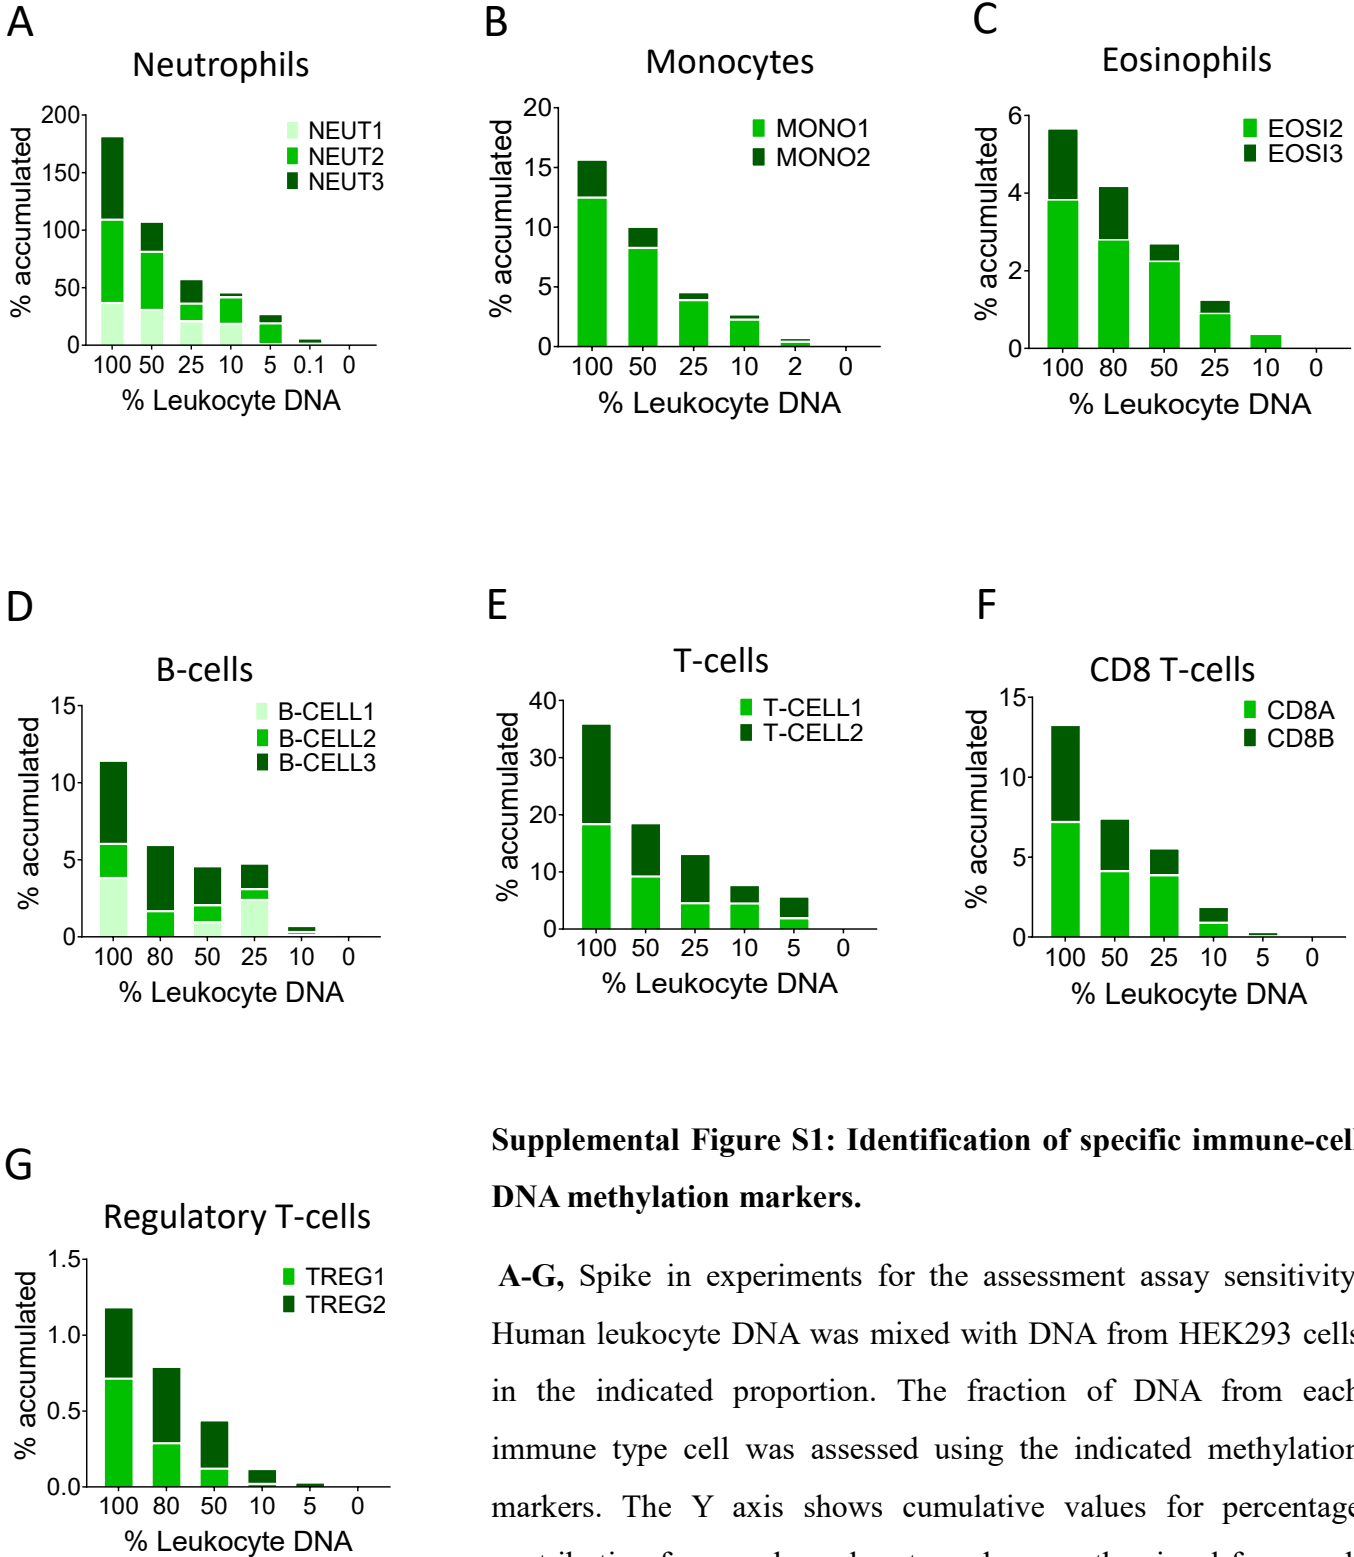 A
Neutrophils
% accumulated
200
150
100
50
0
NEUT1
NEUT2
NEUT3
100 50 25 10 5 0.1 0
% Leukocyte DNA
B
Monocytes
% accumulated
20
15
10
5
0
MONO1
MONO2
100 50 25 10 2 0
% Leukocyte DNA
C
Eosinophils
% accumulated
6
4
2
0
EOSI2
EOSI3
100 80 50 25 10 0
% Leukocyte DNA
D
B-cells
% accumulated
15
10
5
0
B-CELL1
B-CELL2
B-CELL3
100 80 50 25 10 0
% Leukocyte DNA
E
T-cells
% accumulated
40
30
20
10
0
T-CELL1
T-CELL2
100 50 25 10 5 0
% Leukocyte DNA
F
CD8 T-cells
% accumulated
15
10
5
0
CD8A
CD8B
100 50 25 10 5 0
% Leukocyte DNA
G
Regulatory T-cells
% accumulated
1.5
1.0
0.5
0.0
TREG1
TREG2
100 80 50 10 5 0
% Leukocyte DNA
Supplemental Figure S1: Identification of specific immune-cell
DNA methylation markers.
A-G, Spike in experiments for the assessment assay sensitivity
Human leukocyte DNA was mixed with DNA from HEK293 cells
in the indicated proportion. The fraction of DNA from each
immune type cell was assessed using the indicated methylation
markers. The Y axis shows cumulative values for percentage